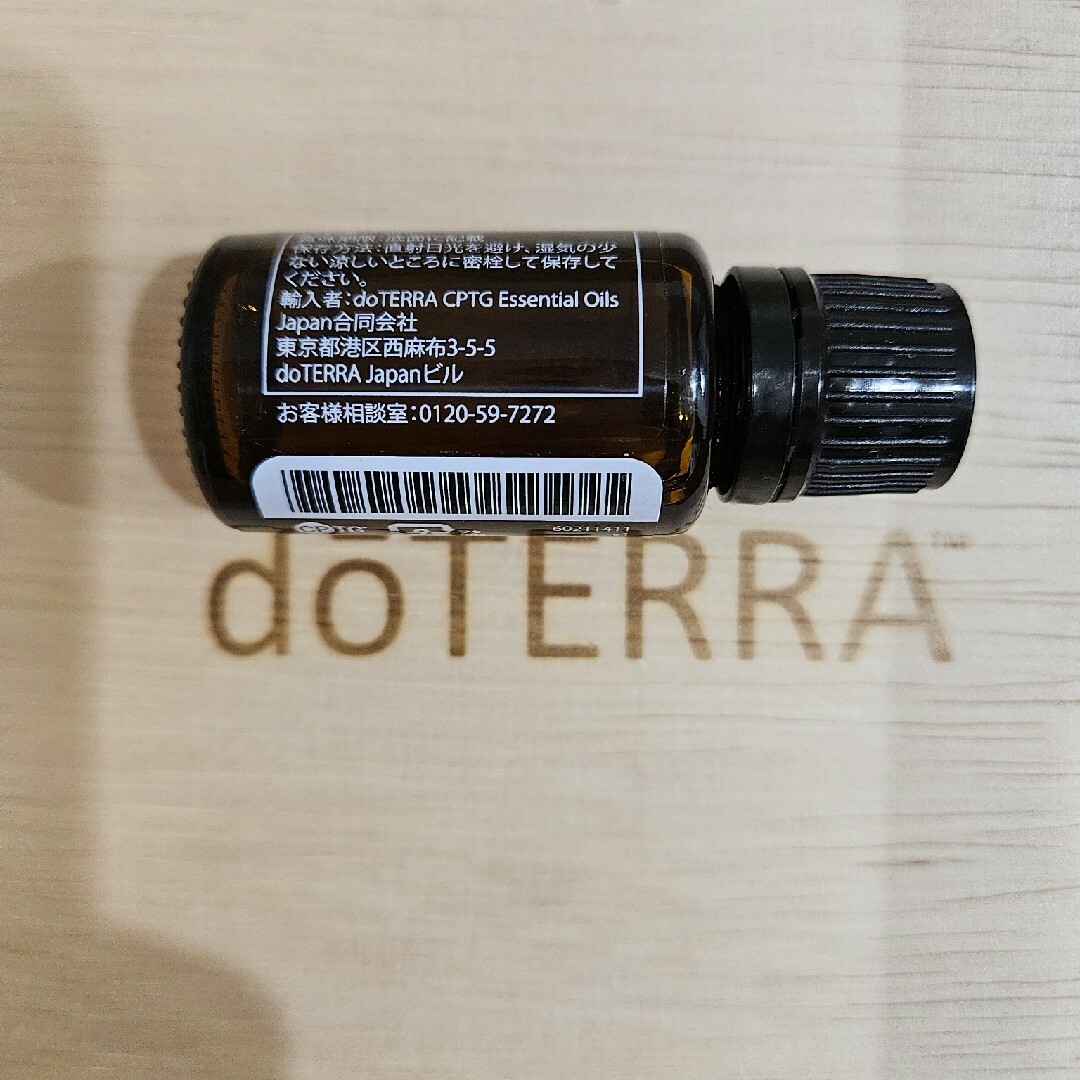 保存方法:直射日光を避け、湿気の少
ない涼しいところに密栓して保存して
ください。
輸入者:doTERRA CPTG Essential Oils
Japan合同会社
東京都港区西麻布3-5-5
doTERRA Japanビル
お客様相談室:0120-59-7272
CPTG
60211411
doTERRA™